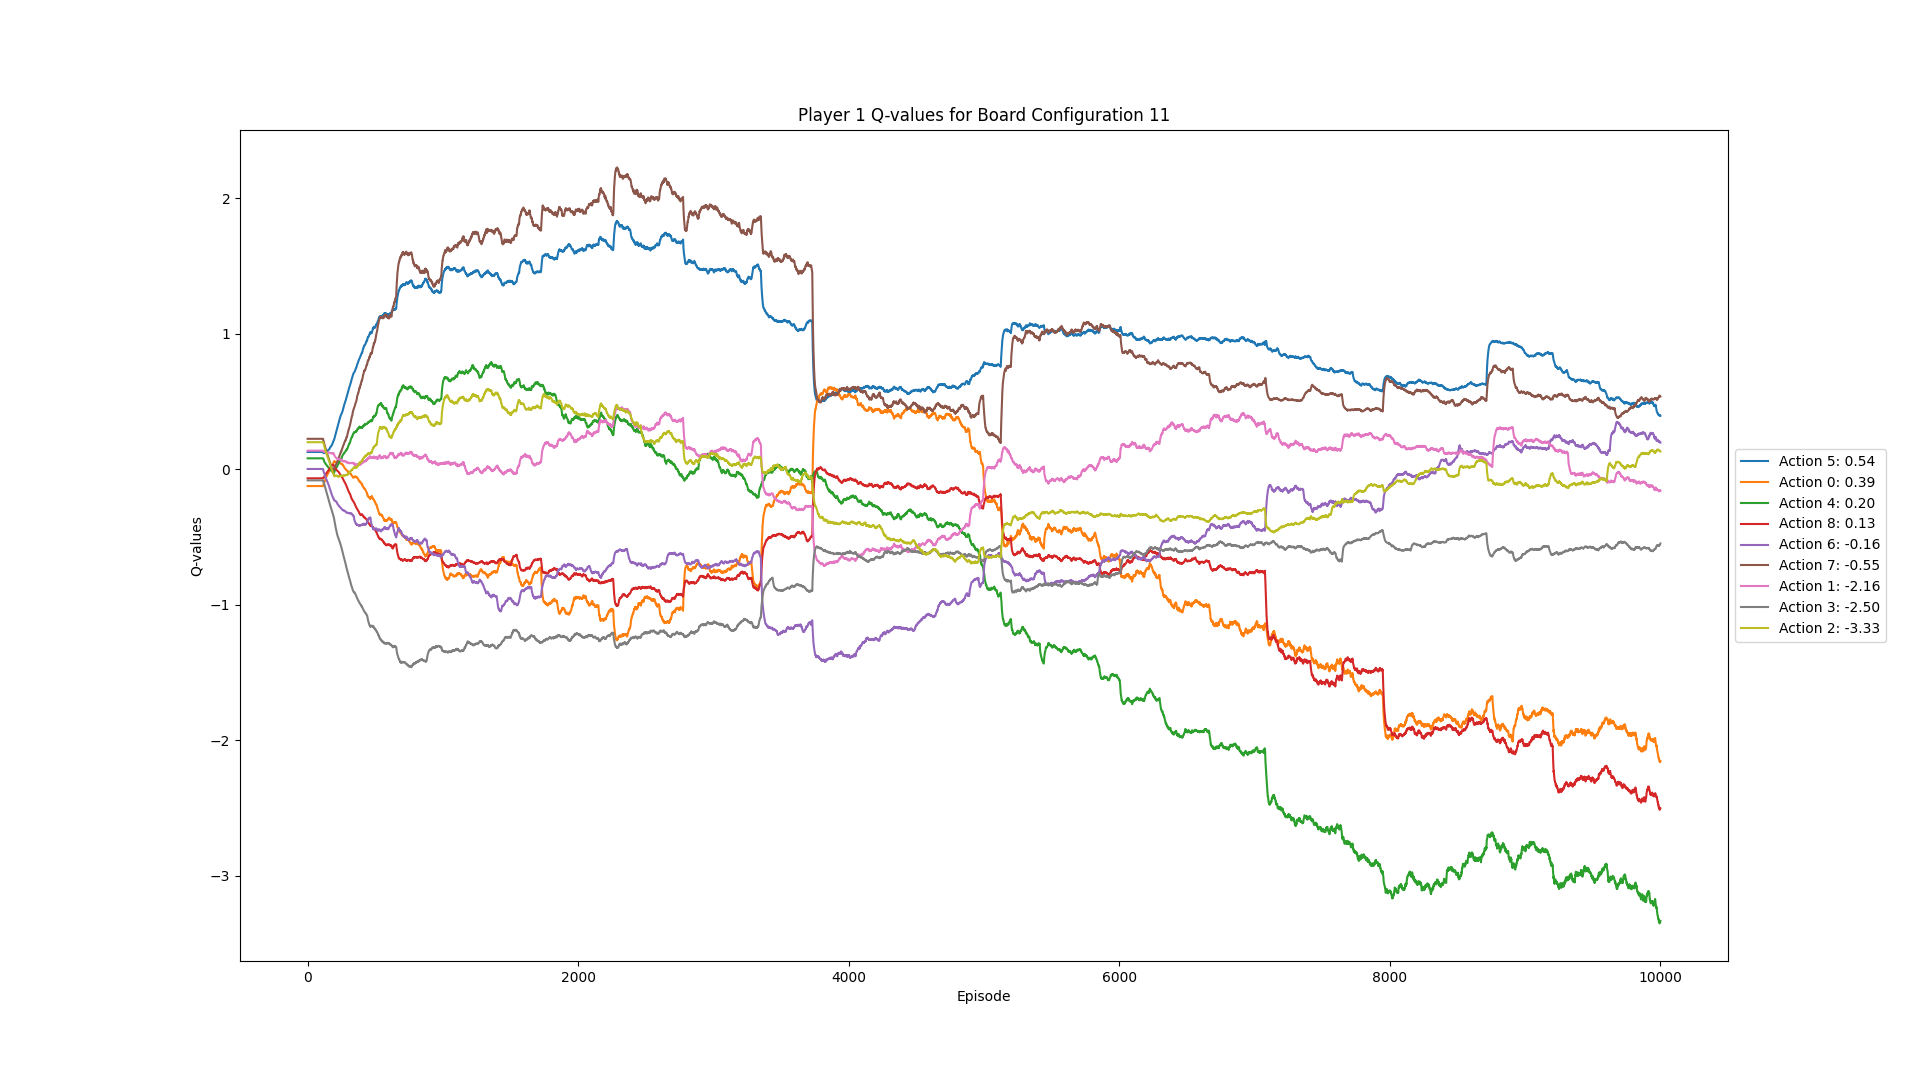 Player 1 Q-values for Board Configuration 11
2
1
0
−1
−2
−3
Q-values
0 2000 4000 6000 8000 10000
Episode
Action 5: 0.54
Action 0: 0.39
Action 4: 0.20
Action 8: 0.13
Action 6: -0.16
Action 7: -0.55
Action 1: -2.16
Action 3: -2.50
Action 2: -3.33